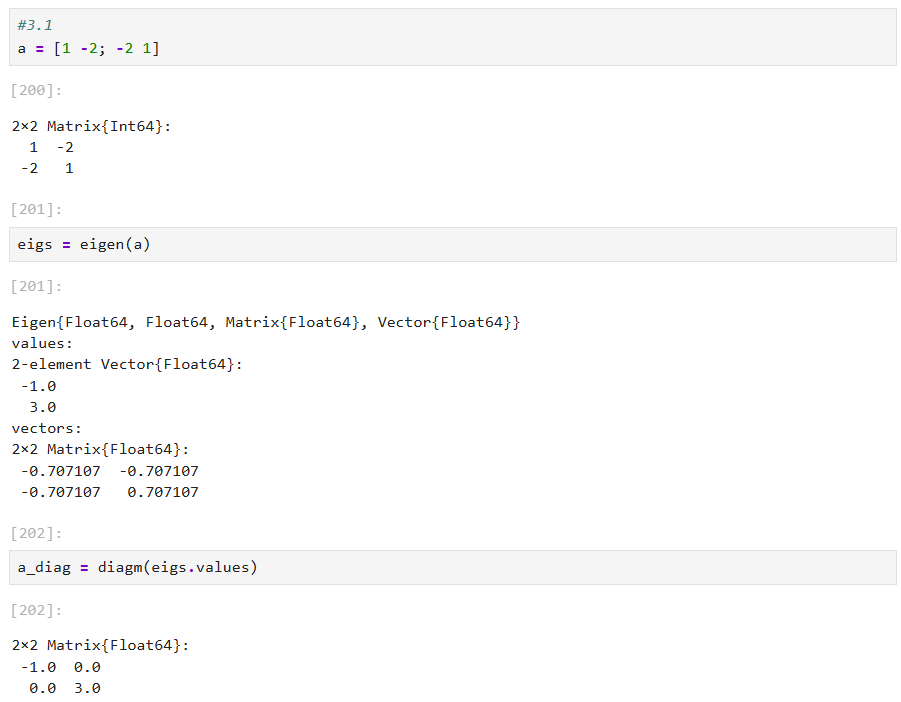 #3.1
a = [1 -2; -2 1]
[200]:
2×2 Matrix{Int64}:
  1  -2
 -2   1
[201]:
eigs = eigen(a)
[201]:
Eigen{Float64, Float64, Matrix{Float64}, Vector{Float64}}
values:
2-element Vector{Float64}:
 -1.0
  3.0
vectors:
2×2 Matrix{Float64}:
 -0.707107  -0.707107
 -0.707107   0.707107
[202]:
a_diag = diagm(eigs.values)
[202]:
2×2 Matrix{Float64}:
 -1.0  0.0
  0.0  3.0